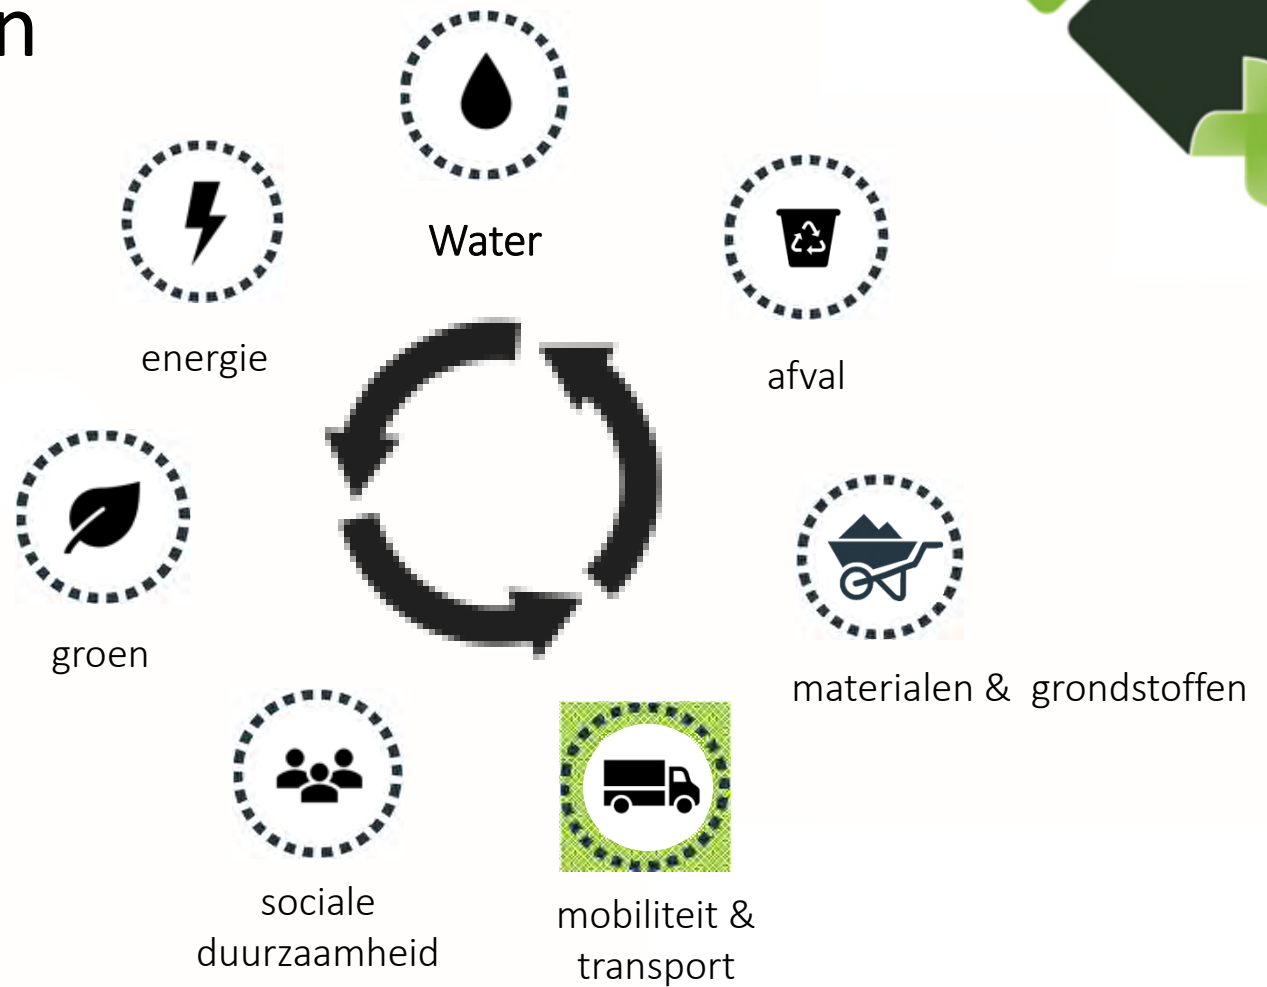 n
Water
energie
afval
groen
materialen & grondstoffen
sociale
duurzaamheid
mobiliteit &
transport